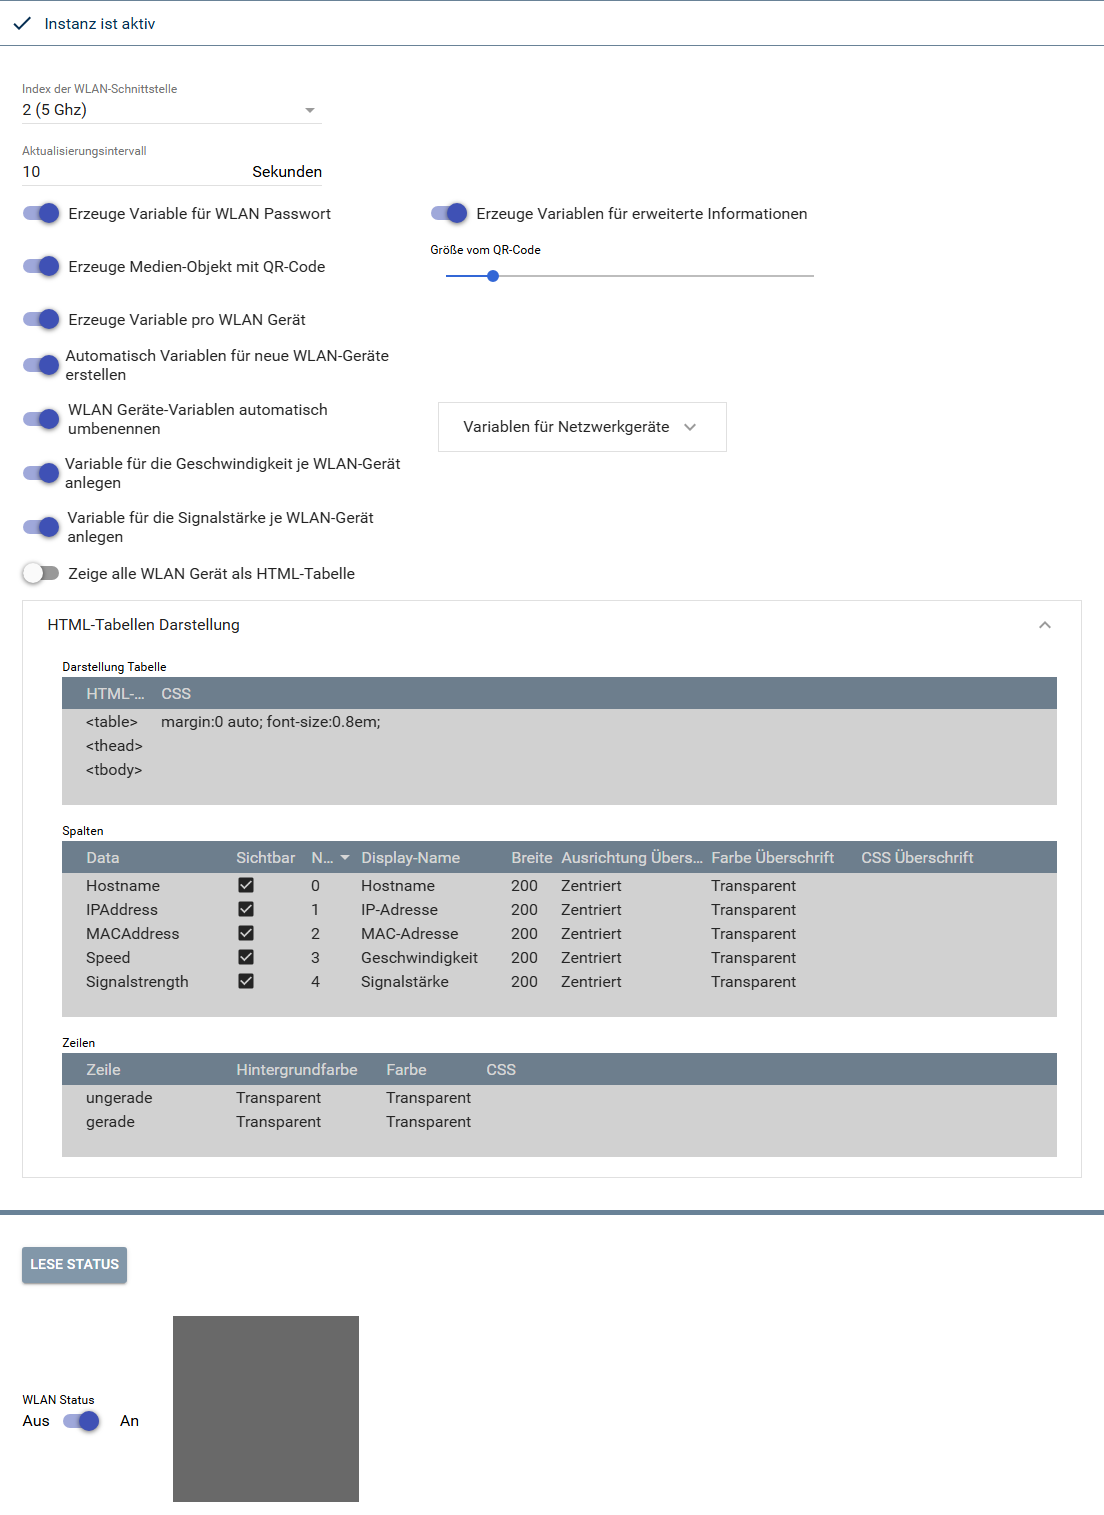 Instanz ist aktiv
Index der WLAN-Schnittstelle
2 (5 Ghz)
Aktualisierungsintervall
10 Sekunden
Erzeuge Variable für WLAN Passwort
Erzeuge Variablen für erweiterte Informationen
Erzeuge Medien-Objekt mit QR-Code
Größe vom QR-Code
Erzeuge Variable pro WLAN Gerät
Automatisch Variablen für neue WLAN-Geräte
erstellen
WLAN Geräte-Variablen automatisch
umbenennen
Variablen für Netzwerkgeräte
Variable für die Geschwindigkeit je WLAN-Gerät
anlegen
Variable für die Signalstärke je WLAN-Gerät
anlegen
Zeige alle WLAN Gerät als HTML-Tabelle
HTML-Tabellen Darstellung
Darstellung Tabelle
HTML-... CSS
<table> margin:0 auto; font-size:0.8em;
<thead>
<tbody>
Spalten
Data Sichtbar N... Display-Name Breite Ausrichtung Übers... Farbe Überschrift CSS Überschrift
Hostname 0 Hostname 200 Zentriert Transparent
IPAddress 1 IP-Adresse 200 Zentriert Transparent
MACAddress 2 MAC-Adresse 200 Zentriert Transparent
Speed 3 Geschwindigkeit 200 Zentriert Transparent
Signalstrength 4 Signalstärke 200 Zentriert Transparent
Zeilen
Zeile Hintergrundfarbe Farbe CSS
ungerade Transparent Transparent
gerade Transparent Transparent
LESE STATUS
WLAN Status
Aus An